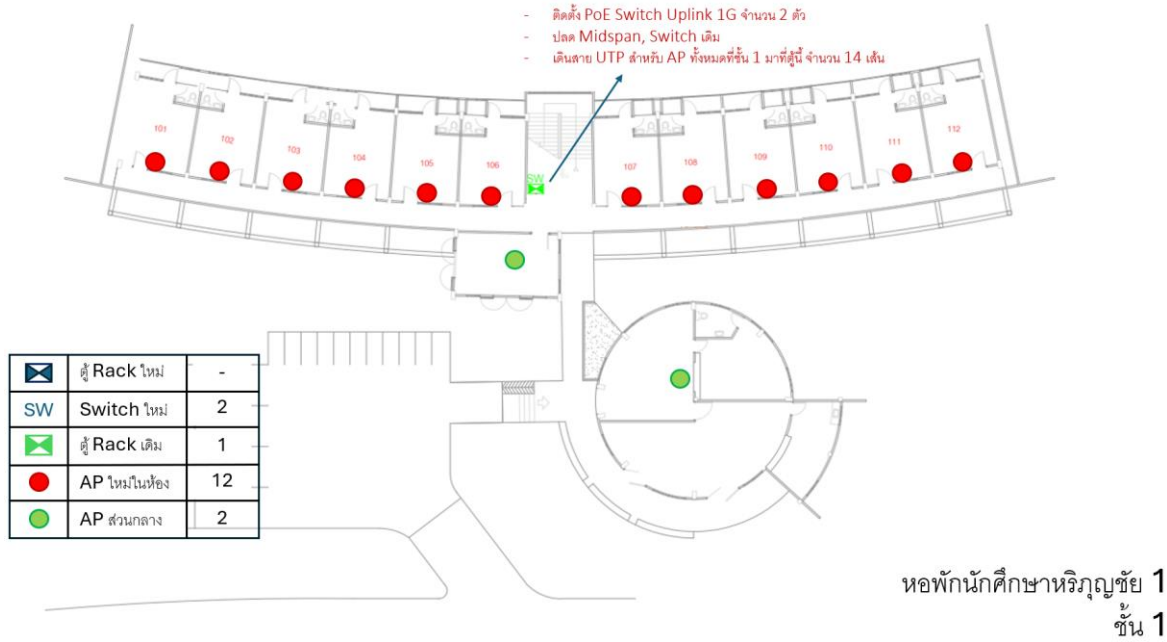 - ติดตั้ง PoE Switch Uplink 1G จำนวน 2 ตัว
- ปลด Midspan, Switch เดิม
- เดินสาย UTP สำหรับ AP ทั้งหมดที่ชั้น 1 มาที่ตู้นี้ จำนวน 14 เส้น
101
102
103
104
105
106
107
108
109
110
111
112
SW
ตู้ Rack ใหม่ -
SW Switch ใหม่ 2
ตู้ Rack เดิม 1
AP ใหม่ในห้อง 12
AP ส่วนกลาง 2
หอพักนักศึกษาหริภุญชัย 1
ชั้น 1